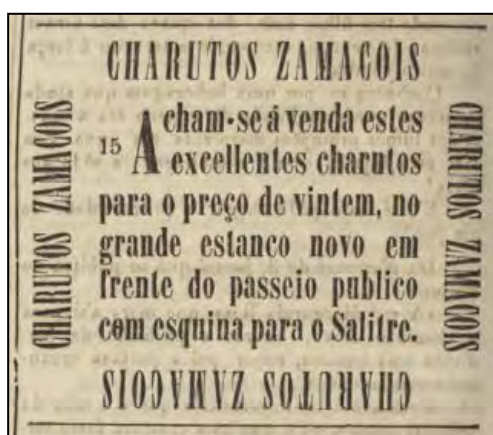 CHARUTOS ZAMACOIS
CHARUTOS ZAMACOIS
15 Acham-se á venda estes
excellentes charutos
para o preço de vintem, no
grande estanco novo em
frente do passeio publico
com esquina para o Salitre.
CHARUTOS ZAMACOIS
CHARUTOS ZAMACOIS